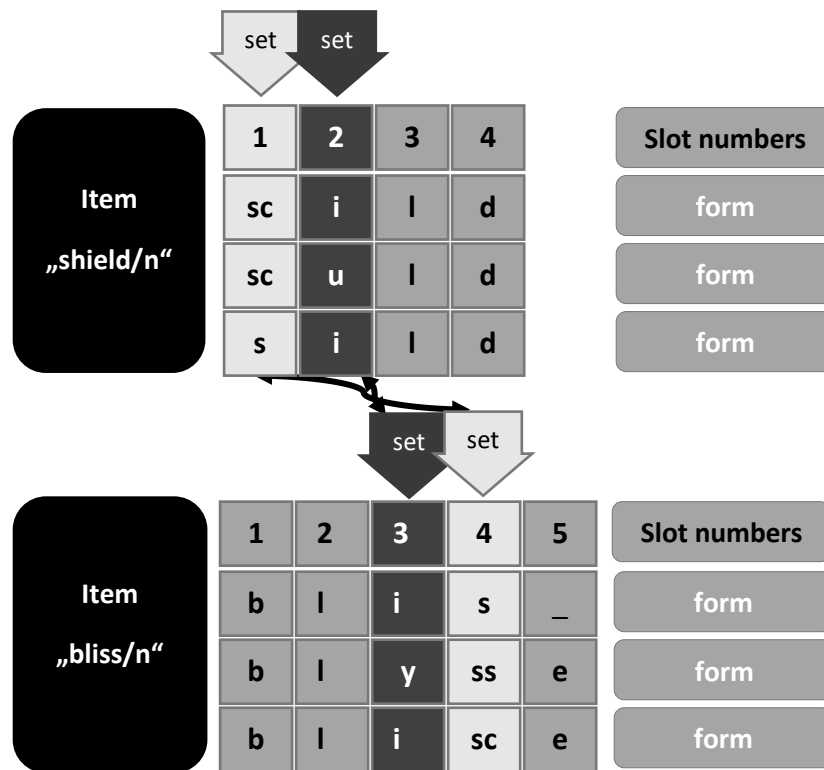 set set
1 2 3 4 Slot numbers
Item
„shield/n“
sc i l d form
sc u l d form
s i l d form
set set
1 2 3 4 5 Slot numbers
Item
„bliss/n“
b l i s _ form
b l y ss e form
b l i sc e form